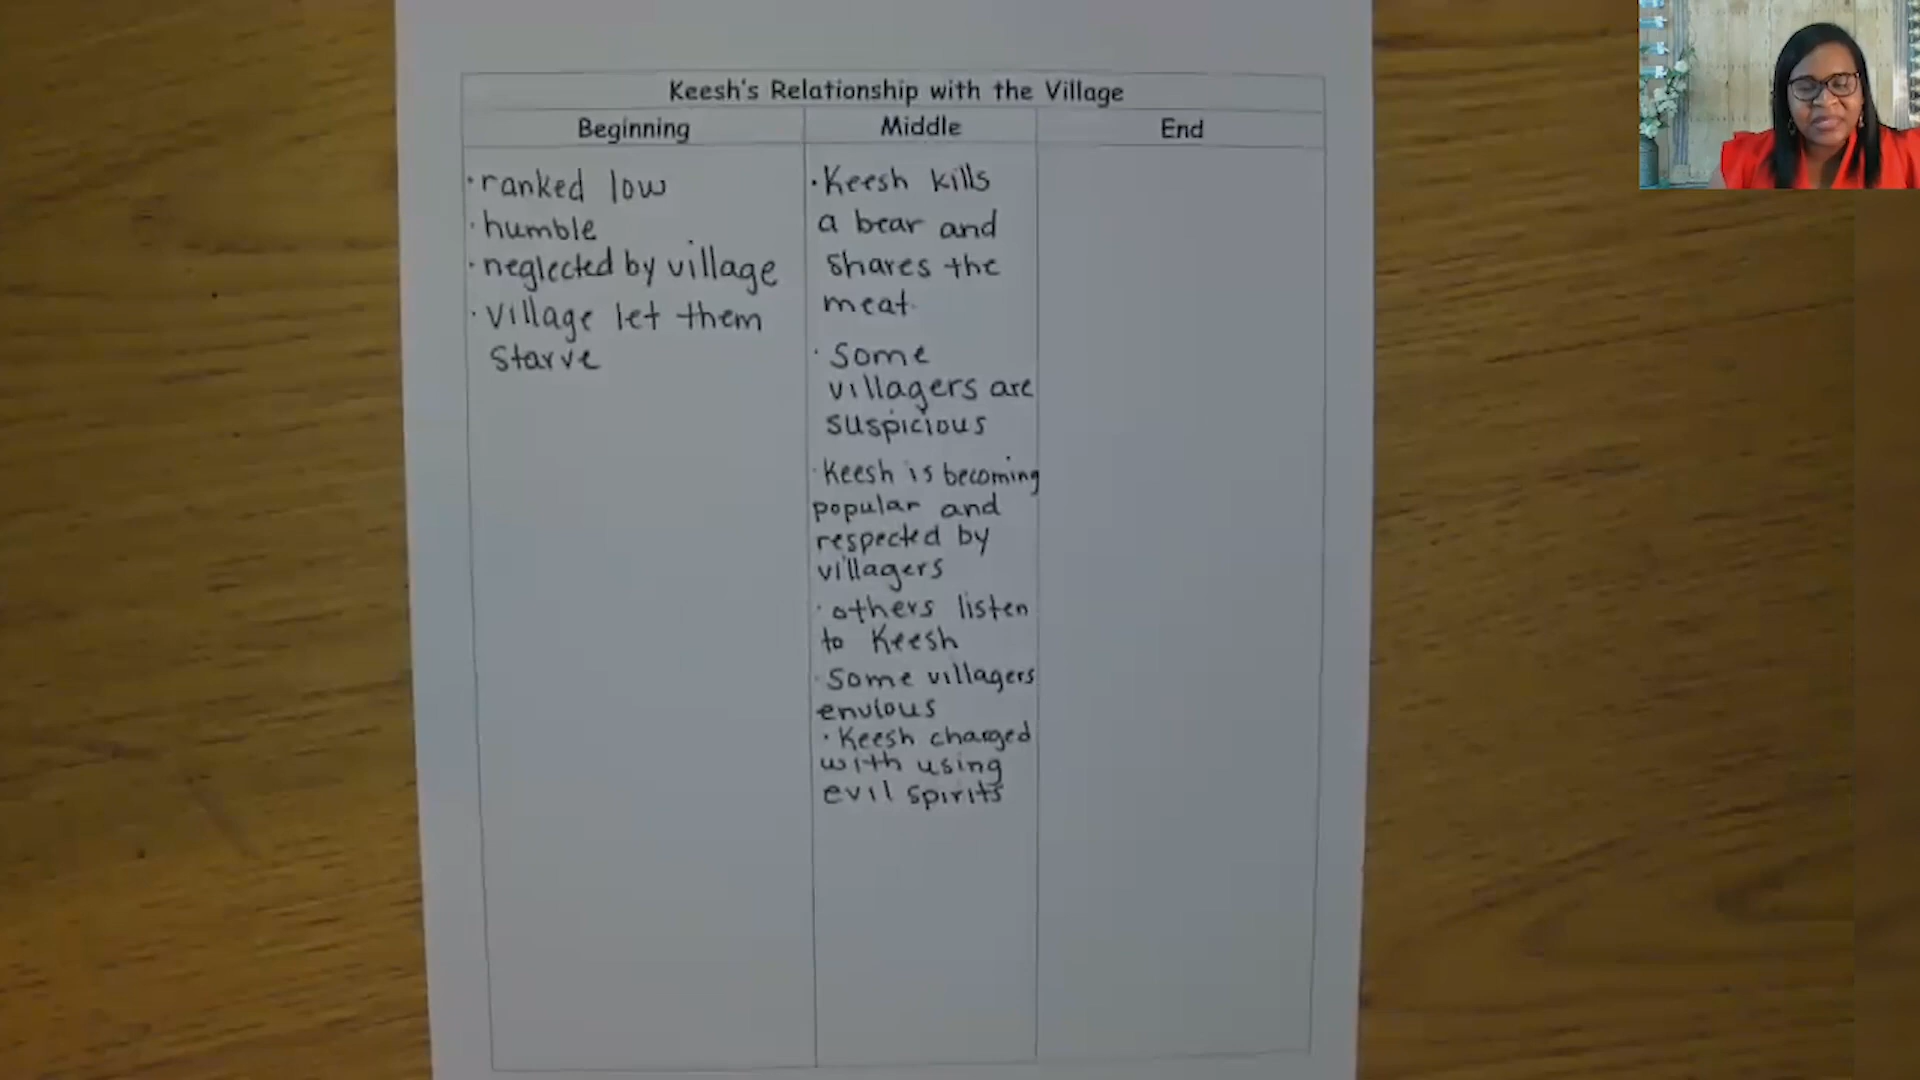 Keesh's Relationship with the Village
Beginning
Middle
End
·ranked low
·humble
·neglected by village
·village let them
starve
·Keesh kills
a bear and
shares the
meat.
·Some
villagers are
suspicious
·Keesh is becoming
popular and
respected by
villagers
·others listen
to Keesh
·Some villagers
envious
·Keesh charged
with using
evil spirits